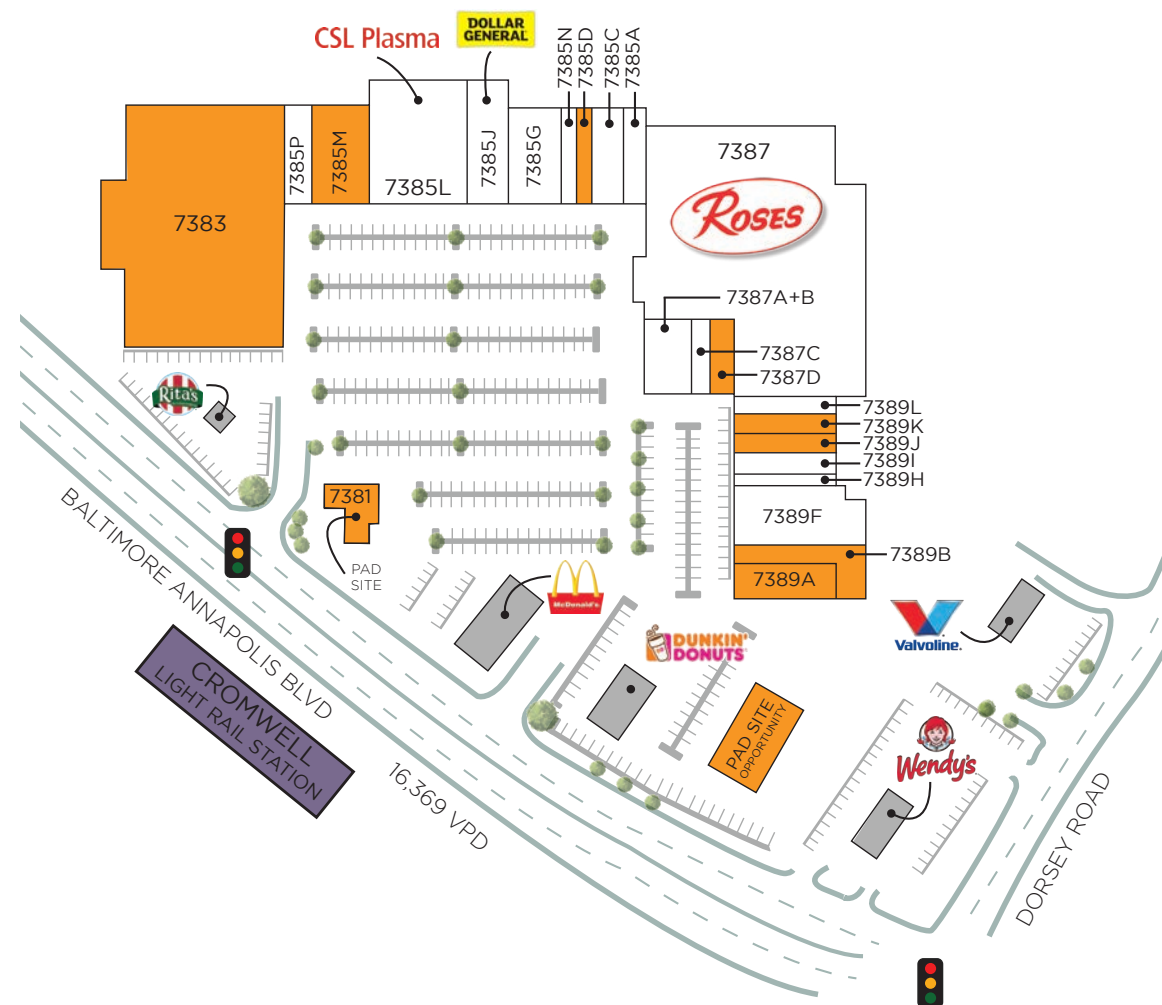 CSL Plasma
DOLLAR
GENERAL
7385N
7385D
7385C
7385A
7383
7385P
7385M
7385L
7385J
7385G
7387
ROSES
7387A+B
7387C
7387D
7389L
7389K
7389J
7389I
7389H
7389F
7389B
7389A
Rita's
7381
PAD
SITE
McDonald's
DUNKIN'
DONUTS
Valvoline.
PAD SITE
OPPORTUNITY
Wendy's
BALTIMORE ANNAPOLIS BLVD
CROMWELL
LIGHT RAIL STATION
16,369 VPD
DORSEY ROAD